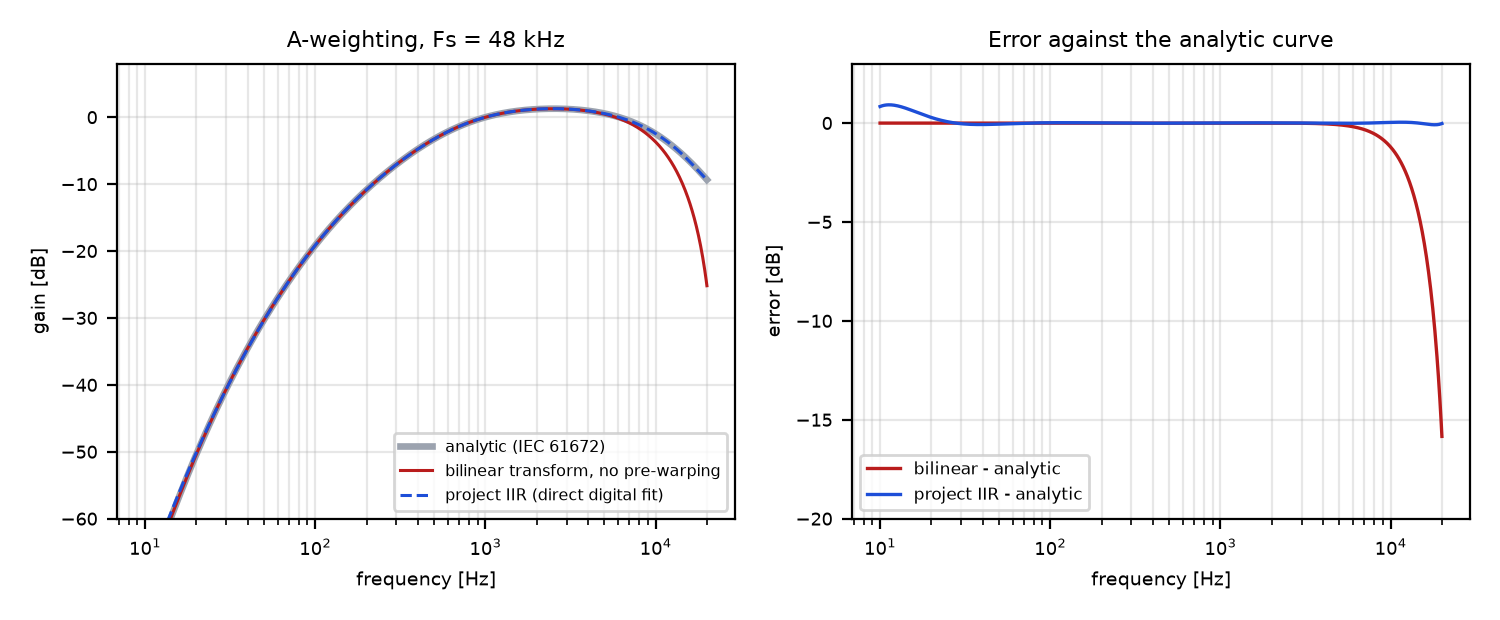 A-weighting, Fs = 48 kHz
gain [dB]
0
−10
−20
−30
−40
−50
−60
analytic (IEC 61672)
bilinear transform, no pre-warping
project IIR (direct digital fit)
10¹
10²
10³
10⁴
frequency [Hz]
Error against the analytic curve
error [dB]
0
−5
−10
−15
−20
bilinear - analytic
project IIR - analytic
10¹
10²
10³
10⁴
frequency [Hz]